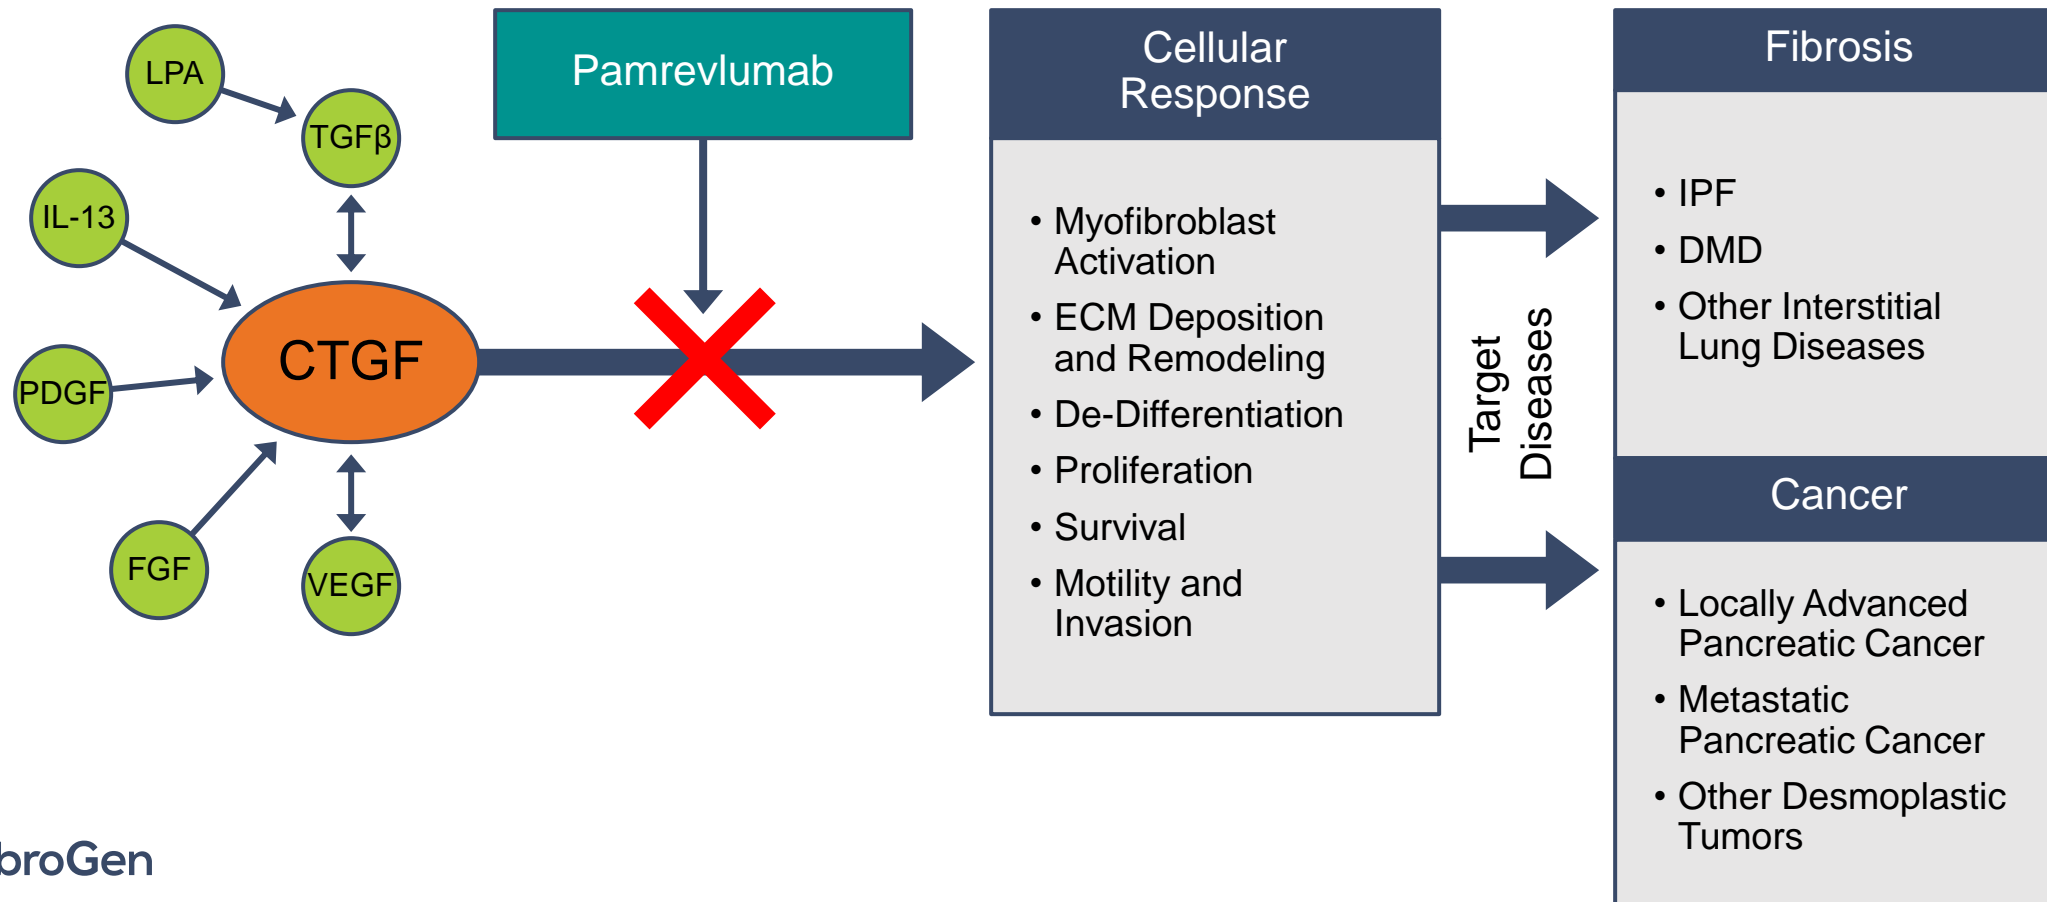 LPA
TGFβ
IL-13
PDGF
FGF
VEGF
CTGF
Pamrevlumab
Cellular
Response
• Myofibroblast
Activation
• ECM Deposition
and Remodeling
• De-Differentiation
• Proliferation
• Survival
• Motility and
Invasion
Target
Diseases
Fibrosis
• IPF
• DMD
• Other Interstitial
Lung Diseases
Cancer
• Locally Advanced
Pancreatic Cancer
• Metastatic
Pancreatic Cancer
• Other Desmoplastic
Tumors
broGen